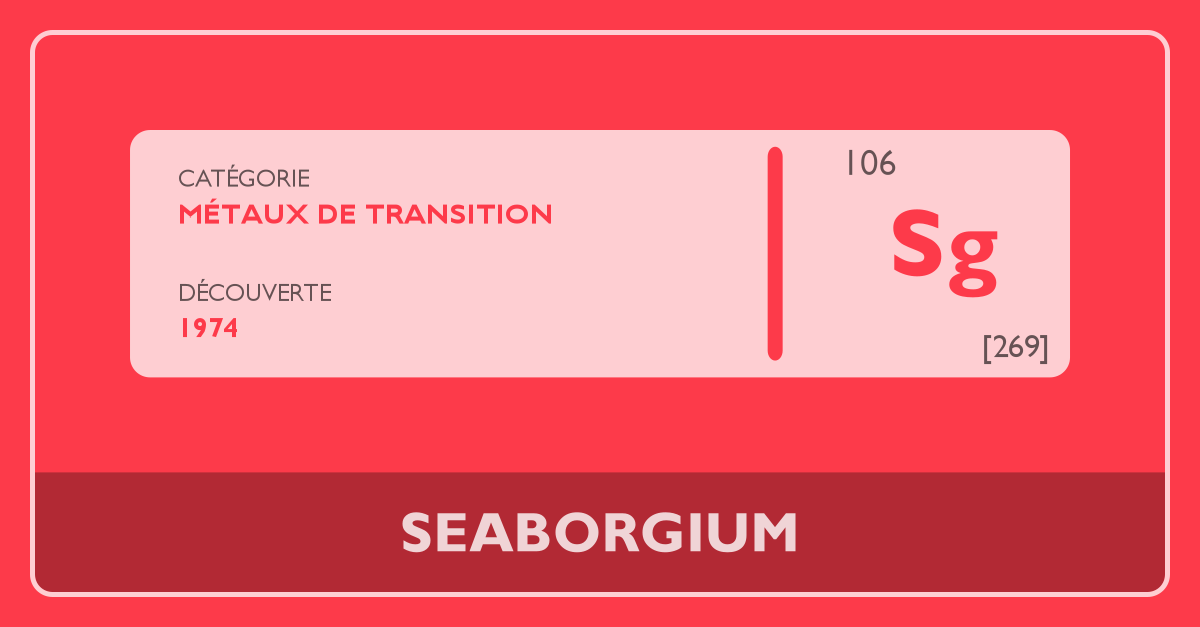 CATÉGORIE
MÉTAUX DE TRANSITION
DÉCOUVERTE
1974
106
Sg
[269]
SEABORGIUM